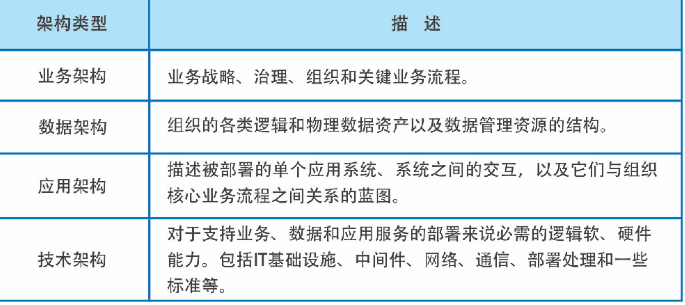 架构类型 描 述
业务架构 业务战略、治理、组织和关键业务流程。
数据架构 组织的各类逻辑和物理数据资产以及数据管理资源的结构。
应用架构 描述被部署的单个应用系统、系统之间的交互，以及它们与组织
核心业务流程之间关系的蓝图。
技术架构 对于支持业务、数据和应用服务的部署来说必需的逻辑软、硬件
能力。包括IT基础设施、中间件、网络、通信、部署处理和一些
标准等。